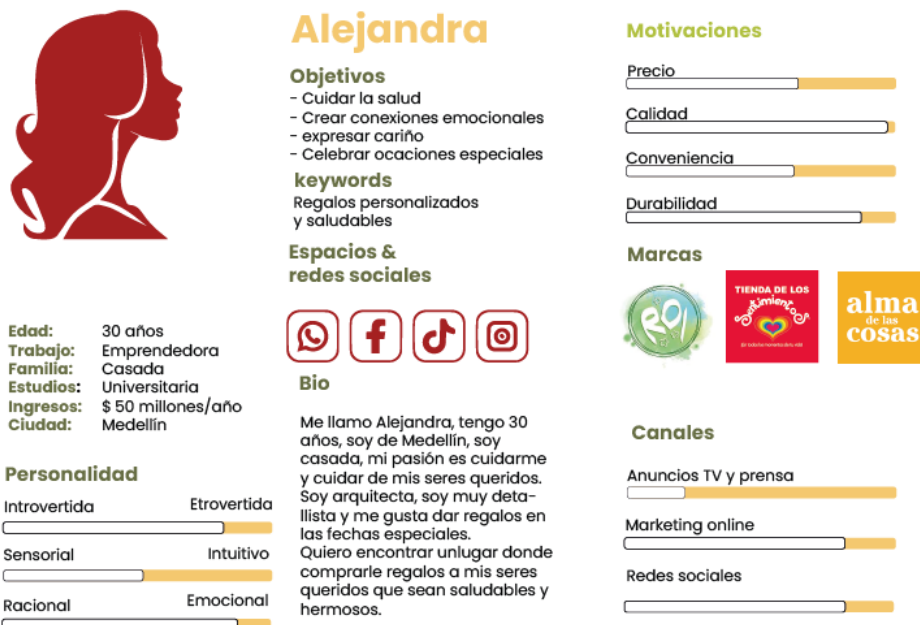 Alejandra
Objetivos
- Cuidar la salud
- Crear conexiones emocionales
- expresar cariño
- Celebrar ocaciones especiales
keywords
Regalos personalizados
y saludables
Espacios &
redes sociales
Edad: 30 años
Trabajo: Emprendedora
Familia: Casada
Estudios: Universitaria
Ingresos: $ 50 millones/año
Ciudad: Medellín
Personalidad
Introvertida Etrovertida
Sensorial Intuitivo
Racional Emocional
Bio
Me llamo Alejandra, tengo 30
años, soy de Medellín, soy
casada, mi pasión es cuidarme
y cuidar de mis seres queridos.
Soy arquitecta, soy muy deta-
llista y me gusta dar regalos en
las fechas especiales.
Quiero encontrar unlugar donde
comprarle regalos a mis seres
queridos que sean saludables y
hermosos.
Motivaciones
Precio
Calidad
Conveniencia
Durabilidad
Marcas
TIENDA DE LOS
Sentimientos
alma
de las
cosas
Canales
Anuncios TV y prensa
Marketing online
Redes sociales